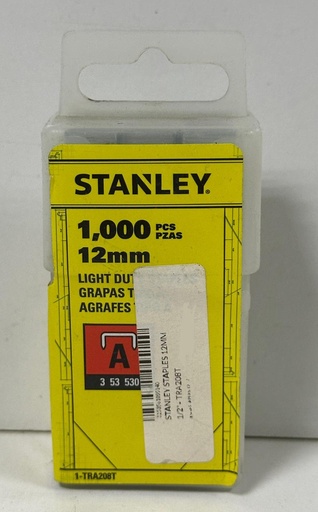 STANLEY®
1,000 PCS PZAS
12mm
LIGHT DUT
GRAPAS T
AGRAFES
A
3 53 530
STANLEY STAPLES 12MM
1/2"- TRA208T
1-TRA208T